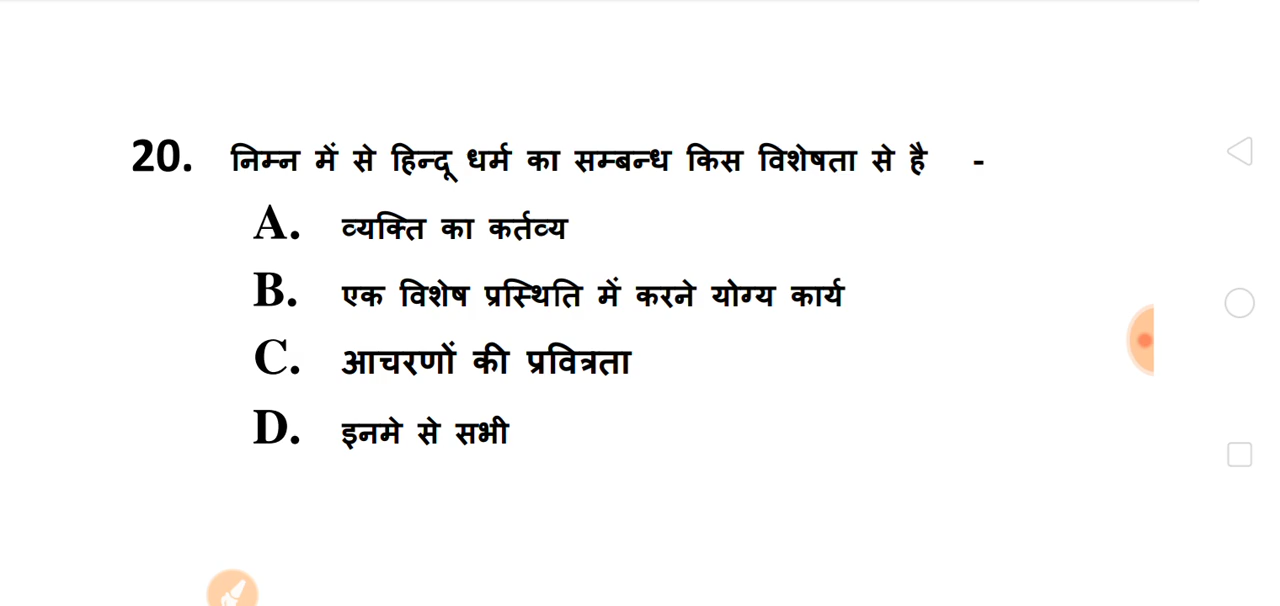 20. निम्न में से हिन्दू धर्म का सम्बन्ध किस विशेषता से है -
A. व्यक्ति का कर्तव्य
B. एक विशेष प्रस्थिति में करने योग्य कार्य
C. आचरणों की प्रवित्रता
D. इनमे से सभी